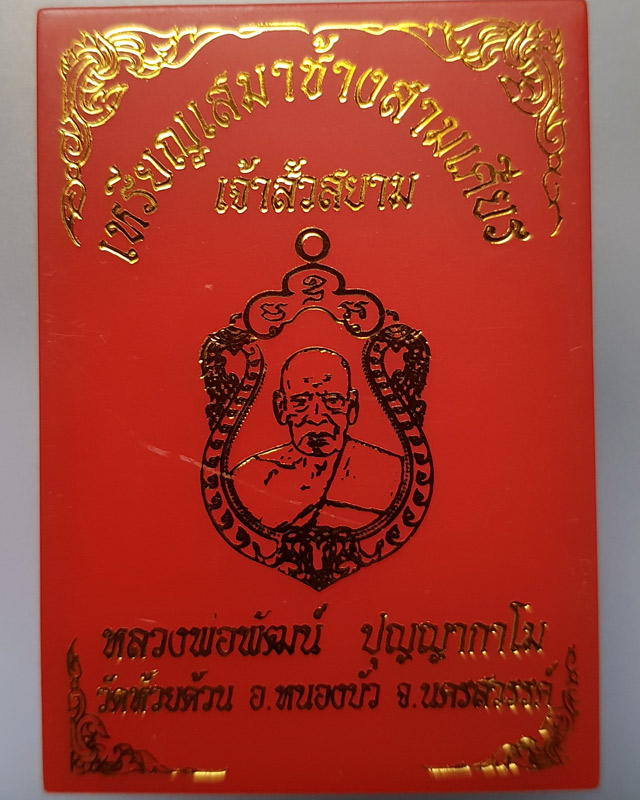 เหรียญเสมาช้างสามเศียร
เจ้าสัวสยาม
หลวงพ่อพัฒน์ ปุญญากาโม
วัดห้วยด้วน อ.หนองบัว จ.นครสวรรค์